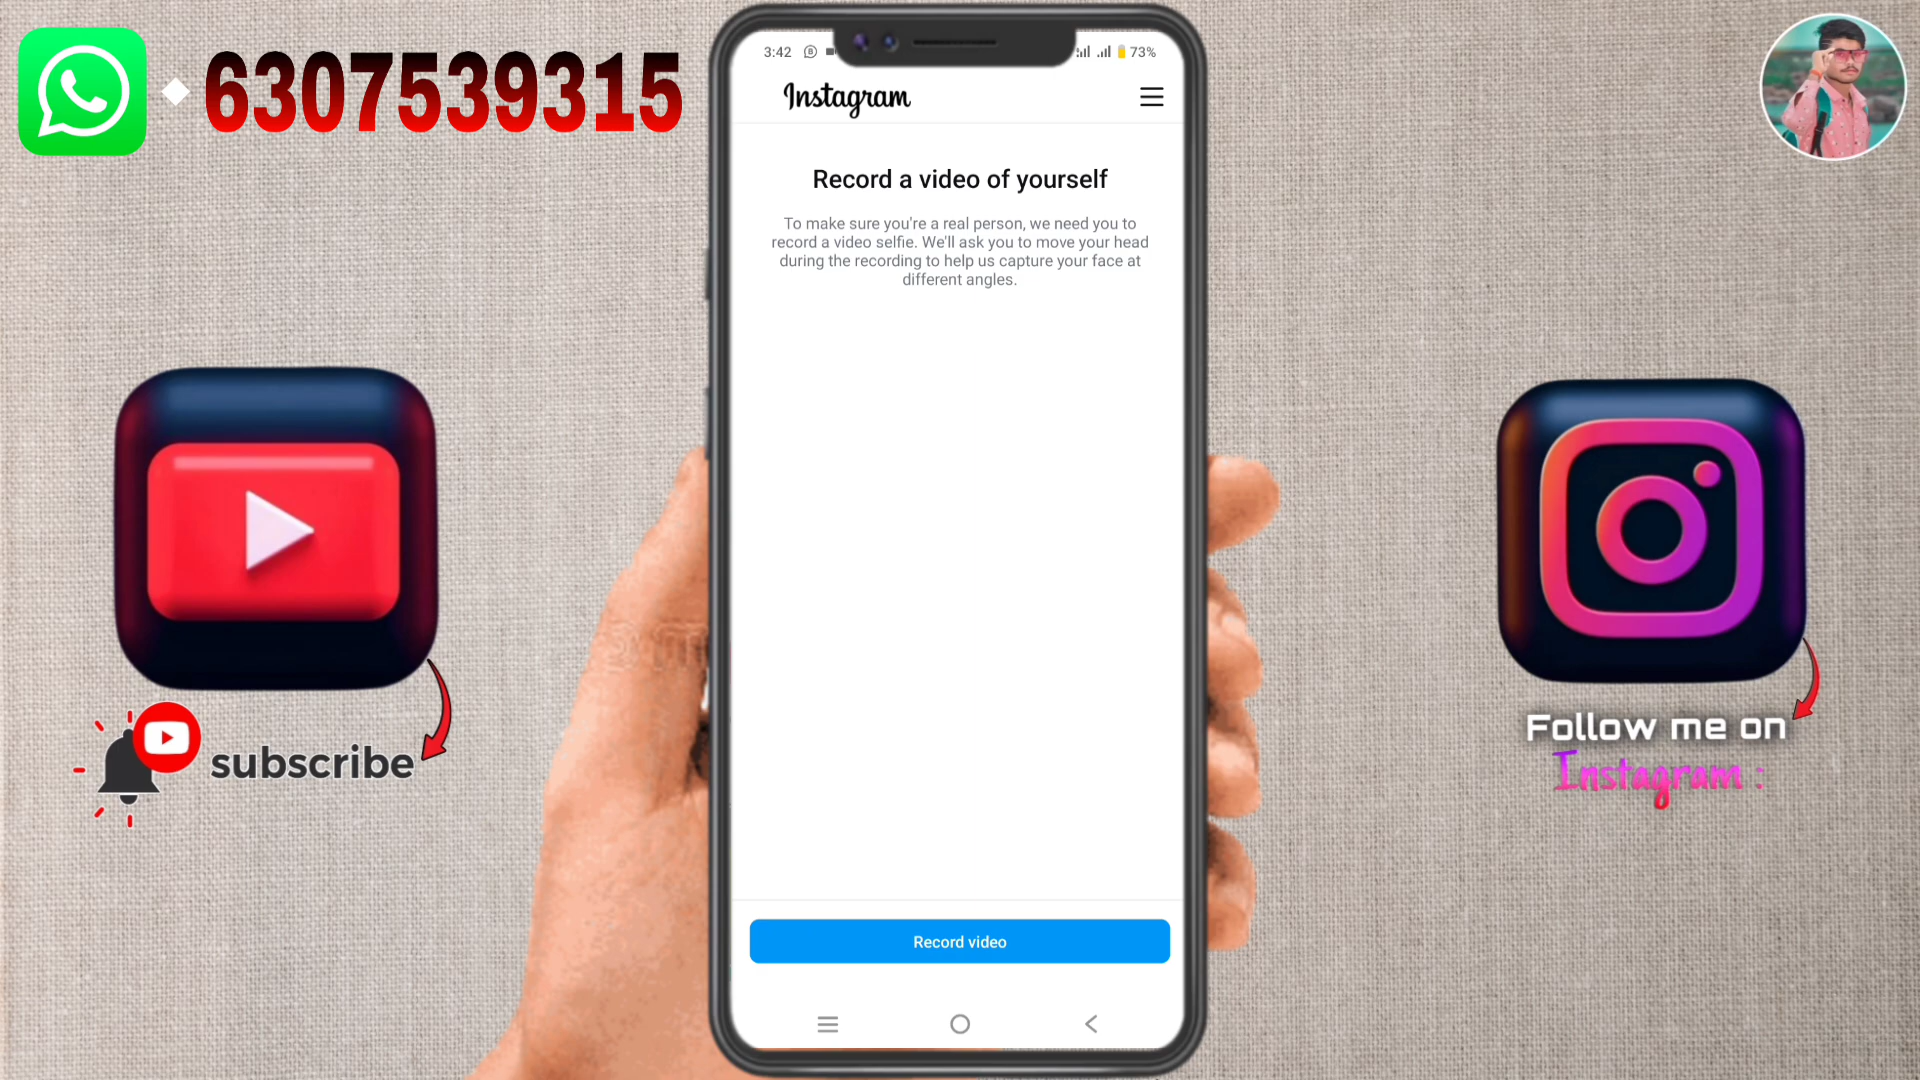 6307539315
3:42
73%
Instagram
Record a video of yourself
To make sure you're a real person, we need you to
record a video selfie. We'll ask you to move your head
during the recording to help us capture your face at
different angles.
subscribe
Follow me on
Instagram :
Record video